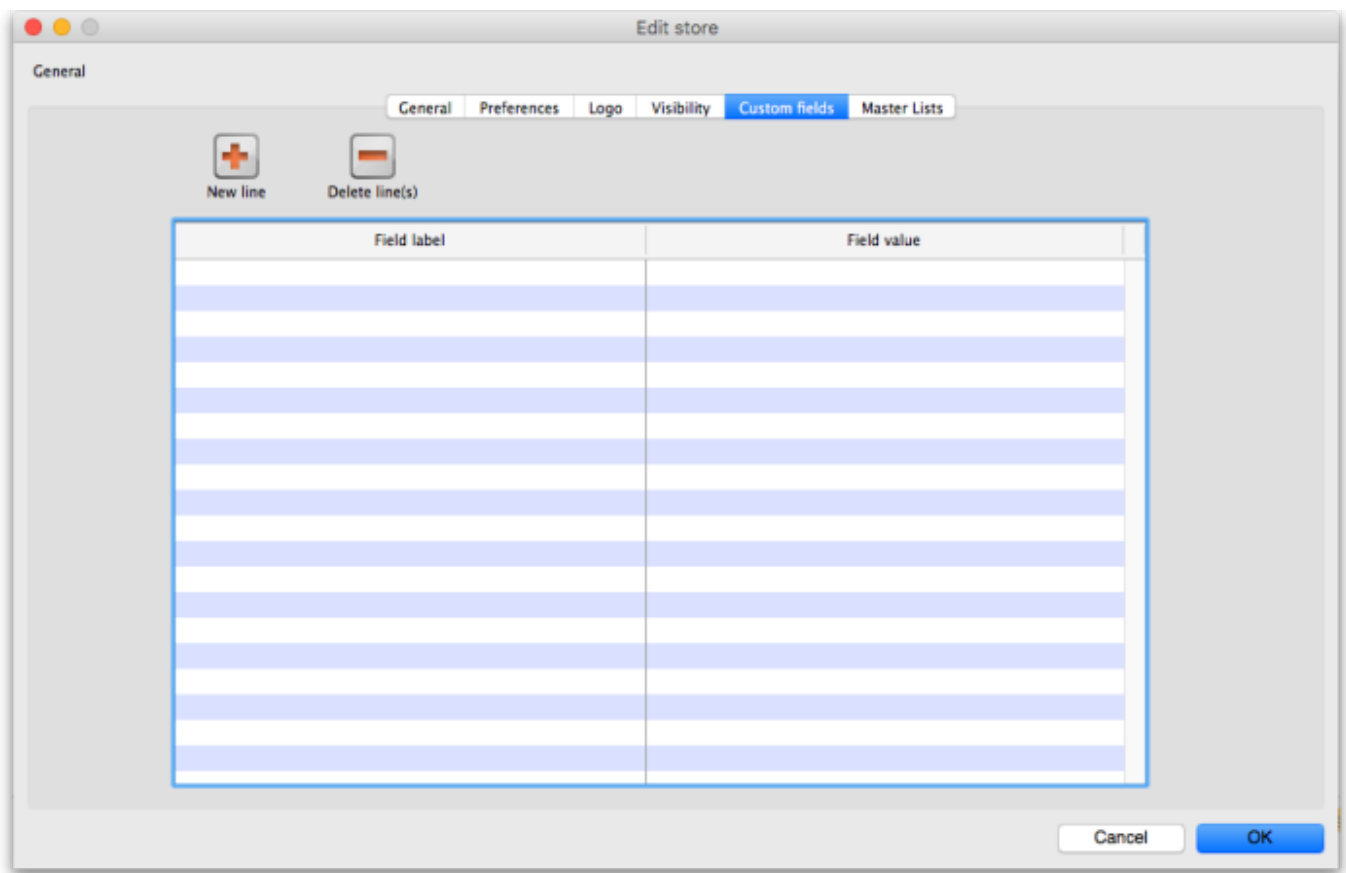 Edit store
General
General Preferences Logo Visibility Custom fields Master Lists
New line Delete line(s)
Field label Field value
Cancel OK